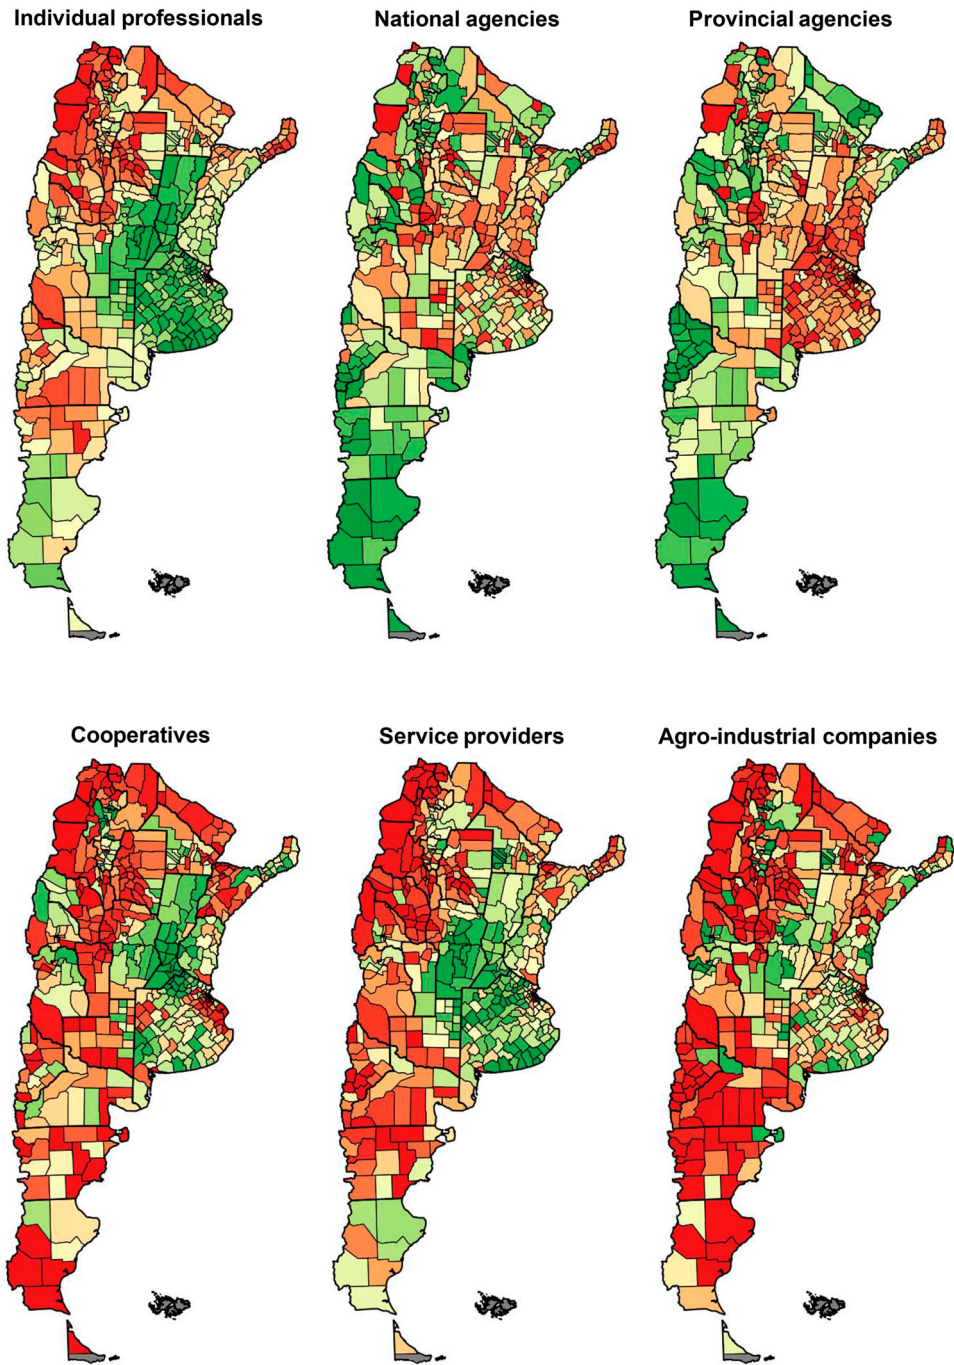 Individual professionals
National agencies
Provincial agencies
Cooperatives
Service providers
Agro-industrial companies